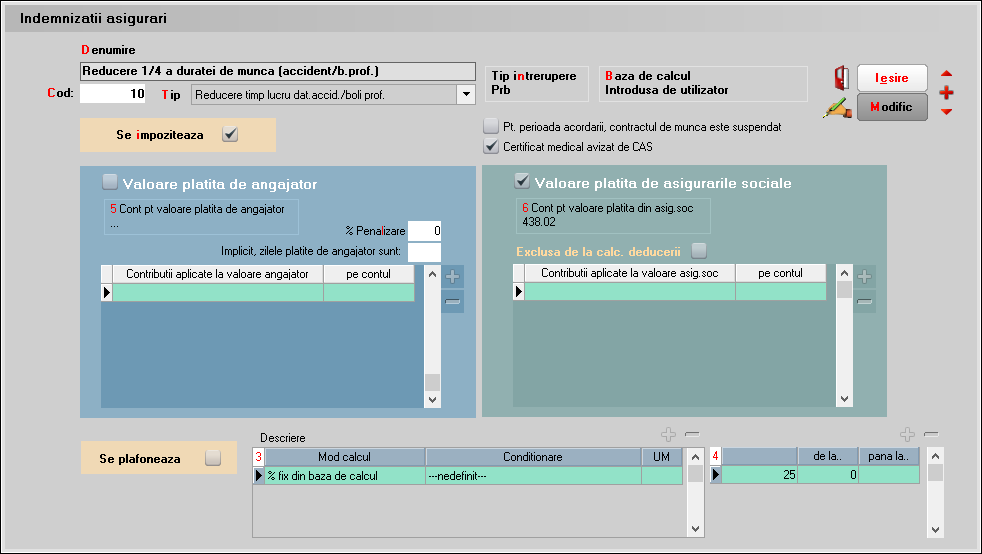 Indemnizatii asigurari
Denumire
Reducere 1/4 a duratei de munca (accident/b.prof.)
Cod: 10 Tip Reducere timp lucru dat.accid./boli prof.
Tip intrerupere
Prb
Baza de calcul
Introdusa de utilizator
Iesire
Modific
Se impoziteaza
Pt. perioada acordarii, contractul de munca este suspendat
Certificat medical avizat de CAS
Valoare platita de angajator
5 Cont pt valoare platita de angajator
...
% Penalizare 0
Implicit, zilele platite de angajator sunt:
Contributii aplicate la valoare angajator pe contul
Valoare platita de asigurarile sociale
6 Cont pt valoare platita din asig.soc
438.02
Exclusa de la calc. deducerii
Contributii aplicate la valoare asig.soc pe contul
Se plafoneaza
Descriere
3 Mod calcul Conditionare UM
% fix din baza de calcul ---nedefinit---
4 de la.. pana la..
25 0